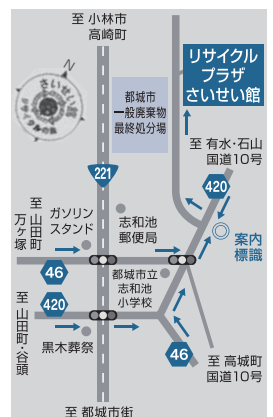 至 小林市
高崎町
リサイクル
プラザ
さいせい館
N
さいせい館
都城市
一般廃棄物
最終処分場
至 有水・石山
国道10号
221
420
至 山田町
万ヶ塚
ガソリン
スタンド
志和池
郵便局
案内
標識
46
都城市立
志和池
小学校
420
至 山田町・谷頭
黒木葬祭
46
至 高城町
国道10号
至 都城市街